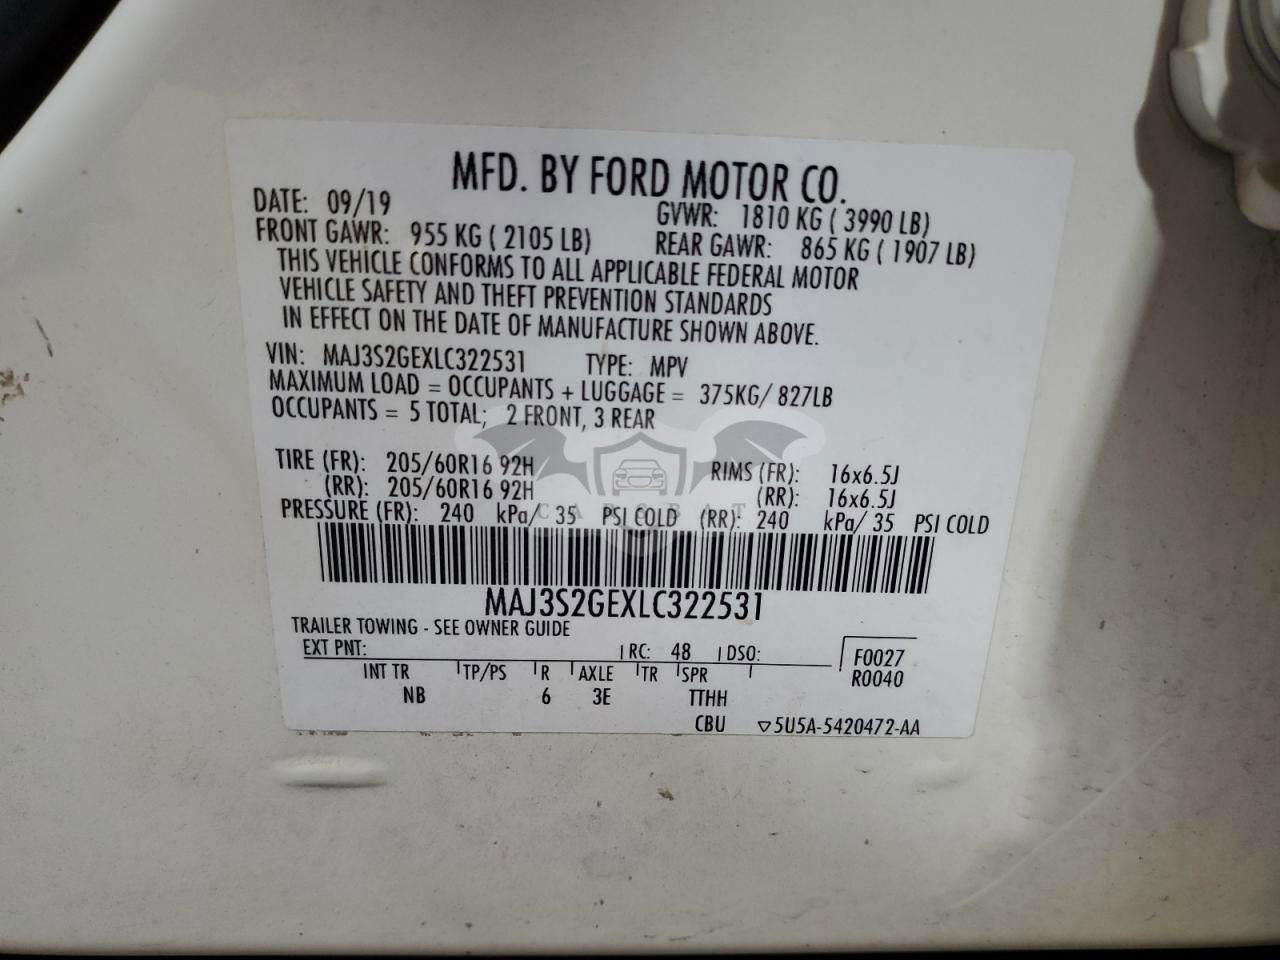 MFD. BY FORD MOTOR CO.
DATE: 09/19 GVWR: 1810 KG ( 3990 LB)
FRONT GAWR: 955 KG ( 2105 LB) REAR GAWR: 865 KG ( 1907 LB)
THIS VEHICLE CONFORMS TO ALL APPLICABLE FEDERAL MOTOR
VEHICLE SAFETY AND THEFT PREVENTION STANDARDS
IN EFFECT ON THE DATE OF MANUFACTURE SHOWN ABOVE.
VIN: MAJ3S2GEXLC322531 TYPE: MPV
MAXIMUM LOAD = OCCUPANTS + LUGGAGE = 375KG/ 827LB
OCCUPANTS = 5 TOTAL; 2 FRONT, 3 REAR
TIRE (FR): 205/60R16 92H RIMS (FR): 16x6.5J
(RR): 205/60R16 92H (RR): 16x6.5J
PRESSURE (FR): 240 kPa/ 35 PSI COLD (RR): 240 kPa/ 35 PSI COLD
CARSBAT
MAJ3S2GEXLC322531
TRAILER TOWING - SEE OWNER GUIDE
EXT PNT: RC: 48 DSO: F0027
INT TR TP/PS R AXLE TR SPR R0040
NB 6 3E TTHH
CBU 5U5A-5420472-AA